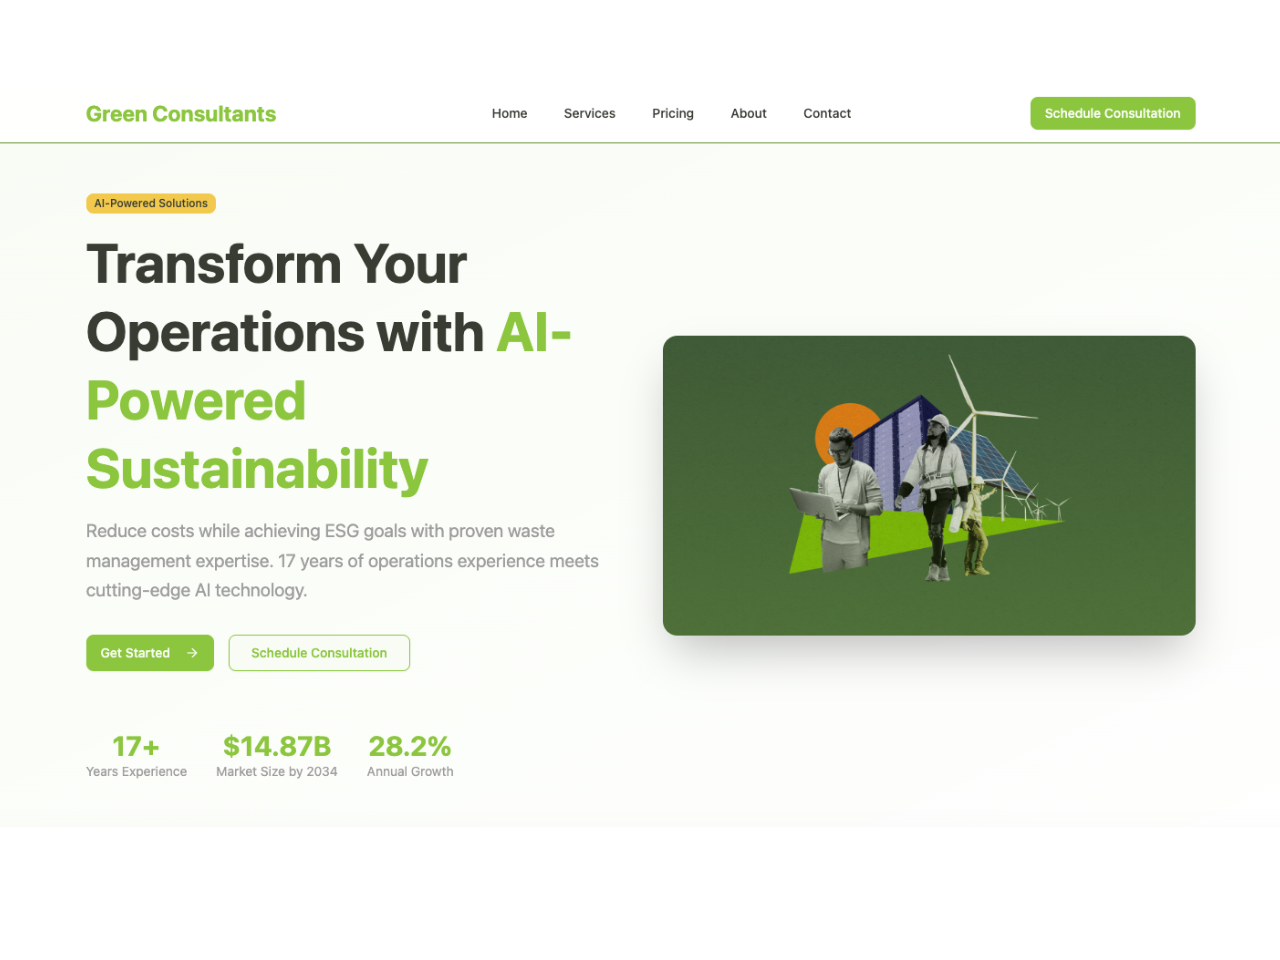 Green Consultants
Home
Services
Pricing
About
Contact
Schedule Consultation
AI-Powered Solutions
Transform Your
Operations with AI-
Powered
Sustainability
Reduce costs while achieving ESG goals with proven waste
management expertise. 17 years of operations experience meets
cutting-edge AI technology.
Get Started →
Schedule Consultation
17+
Years Experience
$14.87B
Market Size by 2034
28.2%
Annual Growth